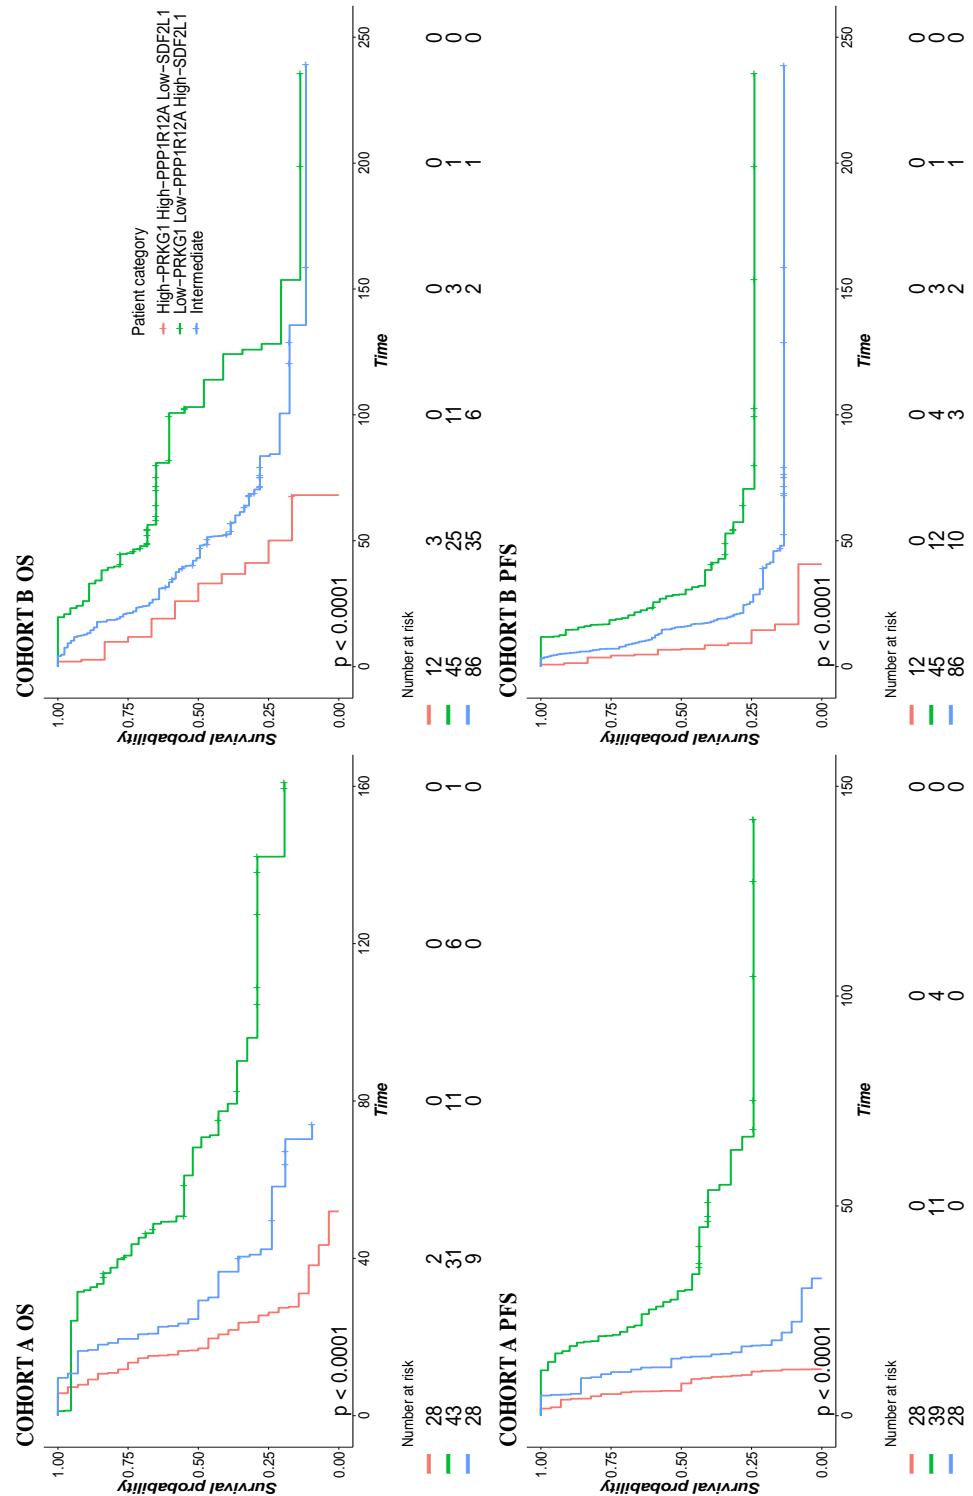 COHORT A OS
Survival probability
1.00
0.75
0.50
0.25
0.00
p < 0.0001
0
40
80
120
160
Time
Number at risk
28 2 0 0 0
43 31 11 6 1
28 9 0 0 0
COHORT B OS
Survival probability
1.00
0.75
0.50
0.25
0.00
Patient category
High-PRKG1 High-PPP1R12A Low-SDF2L1
Low-PRKG1 Low-PPP1R12A High-SDF2L1
Intermediate
p < 0.0001
0
50
100
150
200
250
Time
Number at risk
12 3 0 0 0 0
45 25 11 3 1 0
86 35 6 2 1 0
COHORT A PFS
Survival probability
1.00
0.75
0.50
0.25
0.00
p < 0.0001
0
50
100
150
Time
Number at risk
28 0 0 0
39 11 4 0
28 0 0 0
COHORT B PFS
Survival probability
1.00
0.75
0.50
0.25
0.00
p < 0.0001
0
50
100
150
200
250
Time
Number at risk
12 0 0 0 0 0
45 12 4 3 1 0
86 10 3 2 1 0